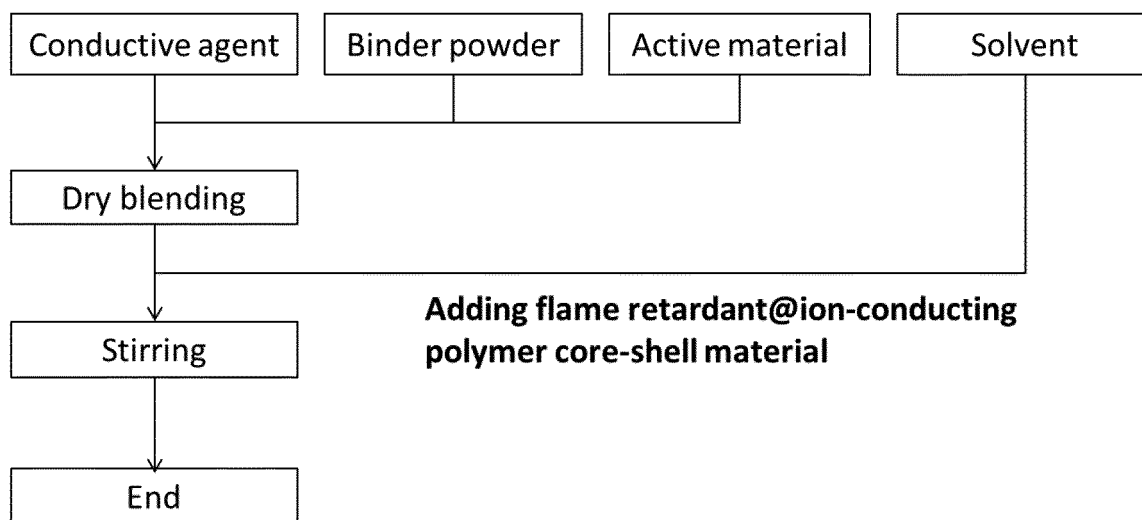 Conductive agent
Binder powder
Active material
Solvent
Dry blending
Adding flame retardant@ion-conducting
polymer core-shell material
Stirring
End